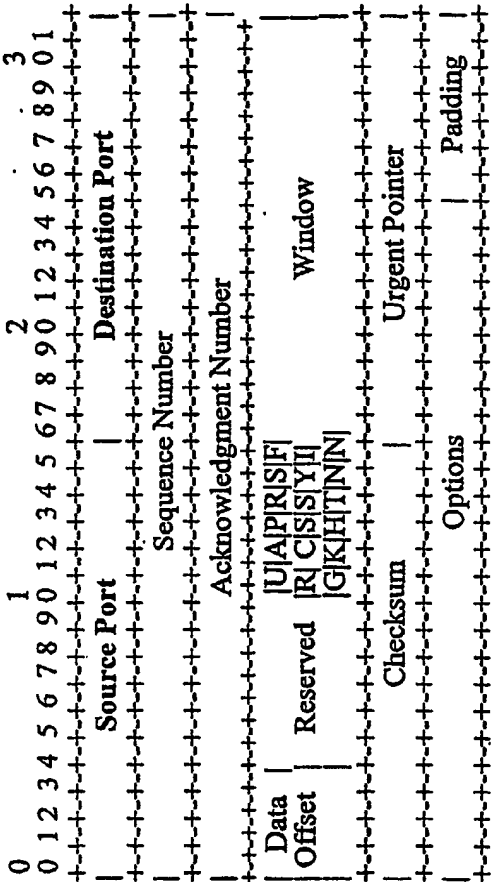 0 1 2 3
0 1 2 3 4 5 6 7 8 9 0 1 2 3 4 5 6 7 8 9 0 1 2 3 4 5 6 7 8 9 0 1
+-+-+-+-+-+-+-+-+-+-+-+-+-+-+-+-+-+-+-+-+-+-+-+-+-+-+-+-+-+-+-+-+
| Source Port | Destination Port |
+-+-+-+-+-+-+-+-+-+-+-+-+-+-+-+-+-+-+-+-+-+-+-+-+-+-+-+-+-+-+-+-+
| Sequence Number |
+-+-+-+-+-+-+-+-+-+-+-+-+-+-+-+-+-+-+-+-+-+-+-+-+-+-+-+-+-+-+-+-+
| Acknowledgment Number |
+-+-+-+-+-+-+-+-+-+-+-+-+-+-+-+-+-+-+-+-+-+-+-+-+-+-+-+-+-+-+-+-+
| Data | |U|A|P|R|S|F| |
| Offset | Reserved |R|C|S|S|Y|I| Window |
| | |G|K|H|T|N|N| |
+-+-+-+-+-+-+-+-+-+-+-+-+-+-+-+-+-+-+-+-+-+-+-+-+-+-+-+-+-+-+-+-+
| Checksum | Urgent Pointer |
+-+-+-+-+-+-+-+-+-+-+-+-+-+-+-+-+-+-+-+-+-+-+-+-+-+-+-+-+-+-+-+-+
| Options | Padding |
+-+-+-+-+-+-+-+-+-+-+-+-+-+-+-+-+-+-+-+-+-+-+-+-+-+-+-+-+-+-+-+-+